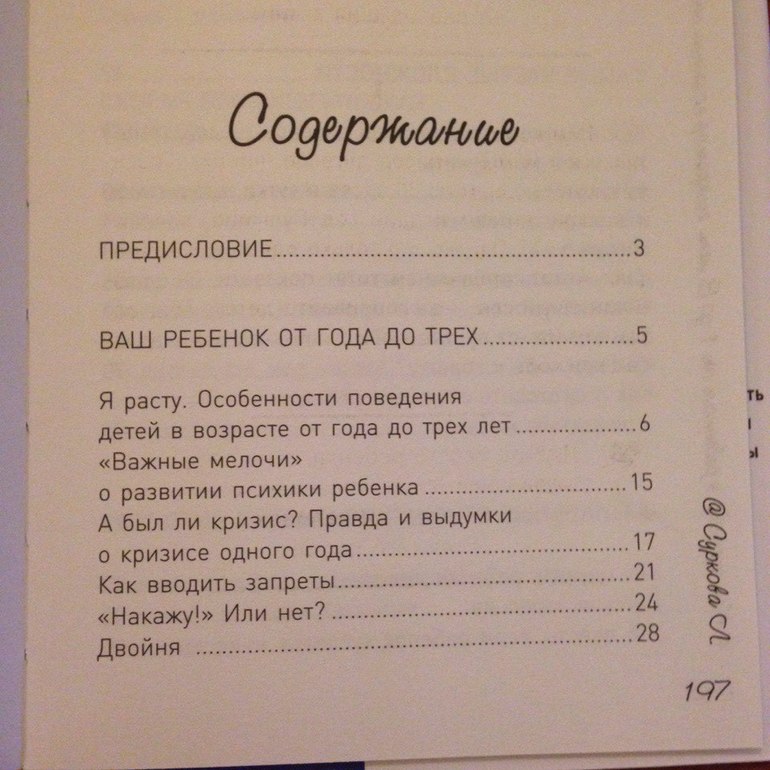 Содержание
ПРЕДИСЛОВИЕ..........3
ВАШ РЕБЕНОК ОТ ГОДА ДО ТРЕХ..........5
Я расту. Особенности поведения
детей в возрасте от года до трех лет..........6
«Важные мелочи»
о развитии психики ребенка..........15
А был ли кризис? Правда и выдумки
о кризисе одного года..........17
Как вводить запреты..........21
«Накажу!» Или нет?..........24
Двойня..........28
@ Суркова Л
197